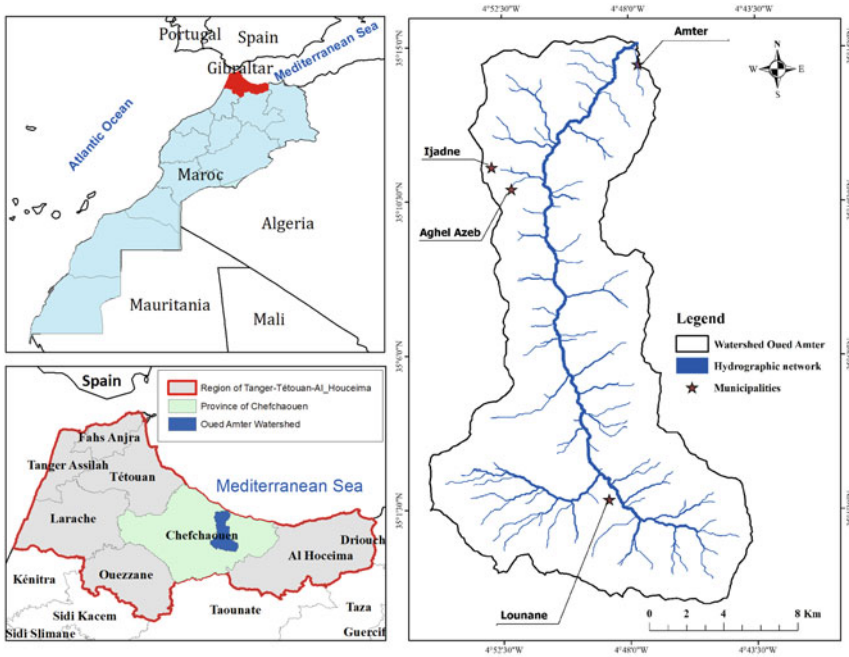 Portugal
Spain
Gibraltar
Mediterranean Sea
Atlantic Ocean
Maroc
Algeria
Mauritania
Mali
Spain
Region of Tanger-Tétouan-Al_Houceima
Province of Chefchaouen
Oued Amter Watershed
Fahs Anjra
Tanger Assilah
Tétouan
Mediterranean Sea
Larache
Chefchaouen
Driouch
Al Hoceima
Kénitra
Ouezzane
Taounate
Taza
Sidi Kacem
Sidi Slimane
Guercif
4°52'30"W 4°48'0"W 4°43'30"W
35°15'0"N
Amter
N
W E
S
Ijadne
35°10'30"N
Aghel Azeb
Legend
Watershed Oued Amter
Hydrographic network
Municipalities
35°6'0"N
35°1'30"N
Lounane
0 2 4 8 Km
4°52'30"W 4°48'0"W 4°43'30"W